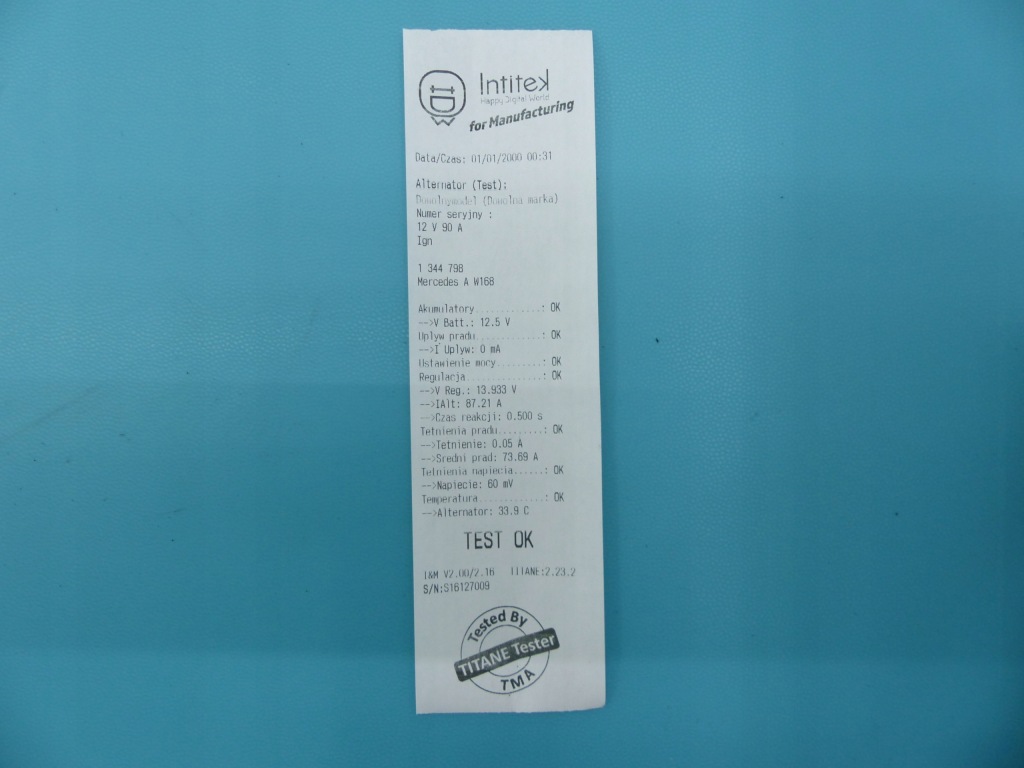 Intitek
Happy Digital World
for Manufacturing
Data/Czas: 01/01/2000 00:31
Alternator (Test):
(Dowolna marka)
Numer seryjny :
12 V 90 A
Ign
1 344 798
Mercedes A W168
Akumulatory.............: OK
-->V Batt.: 12.5 V
Uplyw pradu.............: OK
-->I Uplyw: 0 mA
Ustawienie mocy.........: OK
Regulacja...............: OK
-->V Reg.: 13.933 V
-->IAlt: 87.21 A
-->Czas reakcji: 0.500 s
Tetnienia pradu.........: OK
-->Tetnienie: 0.05 A
-->Sredni prad: 73.69 A
Tetnienia napiecia......: OK
-->Napiecie: 60 mV
Temperatura.............: OK
-->Alternator: 33.9 C
TEST OK
I&M V2.00/2.16 TITANE:2.23.2
S/N:S16127009
Tested By
TITANE Tester
TMA